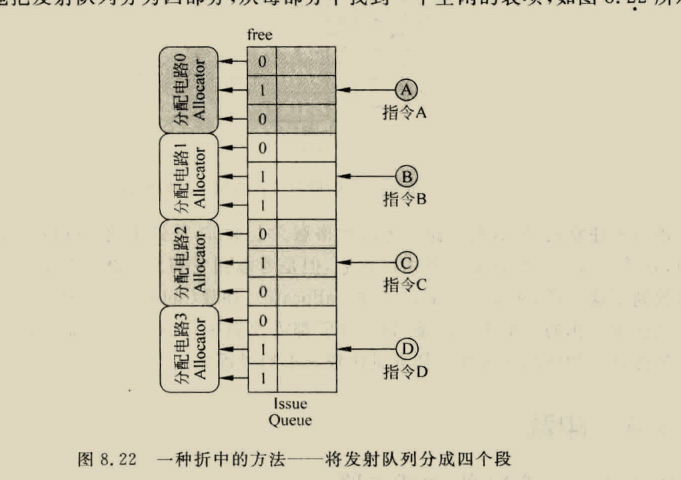 把发射队列分为四部分,从每部分中找到一个空闲的表项,如图 8.22 所
free
分配电路0
Allocator
0
1
0
A
指令A
分配电路1
Allocator
0
1
1
B
指令B
分配电路2
Allocator
0
1
0
C
指令C
分配电路3
Allocator
0
1
1
D
指令D
Issue
Queue
图 8.22 一种折中的方法——将发射队列分成四个段